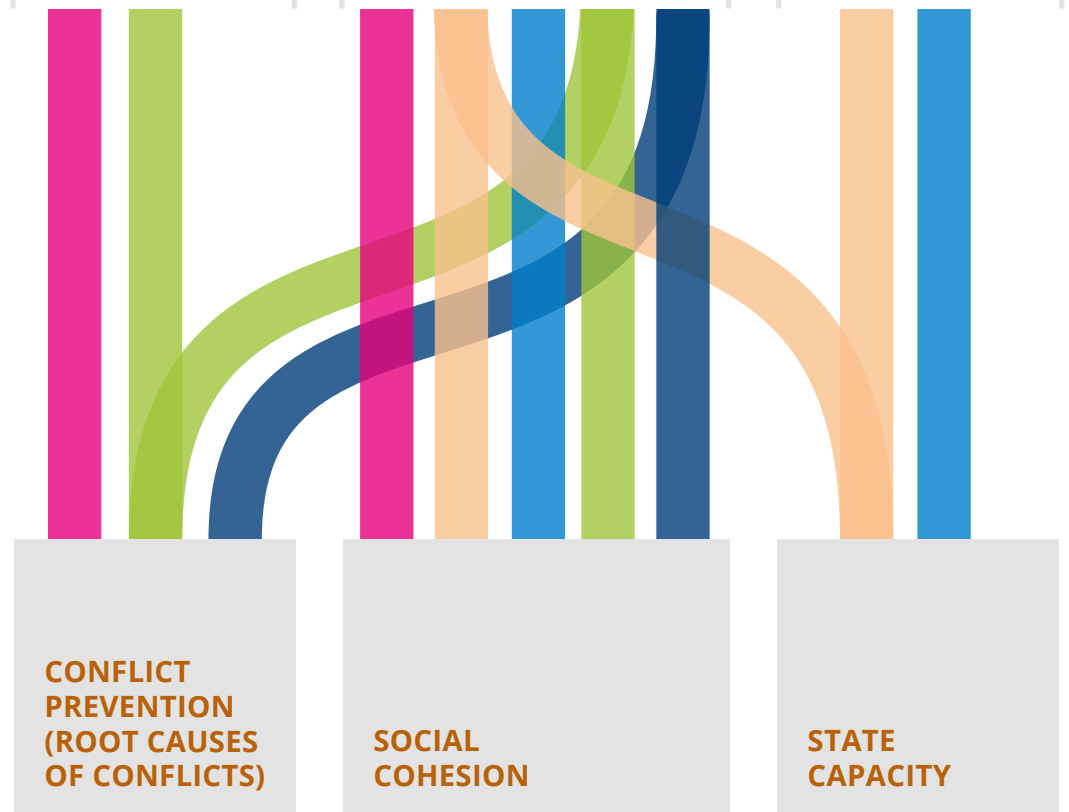 CONFLICT
PREVENTION
(ROOT CAUSES
OF CONFLICTS)
SOCIAL
COHESION
STATE
CAPACITY